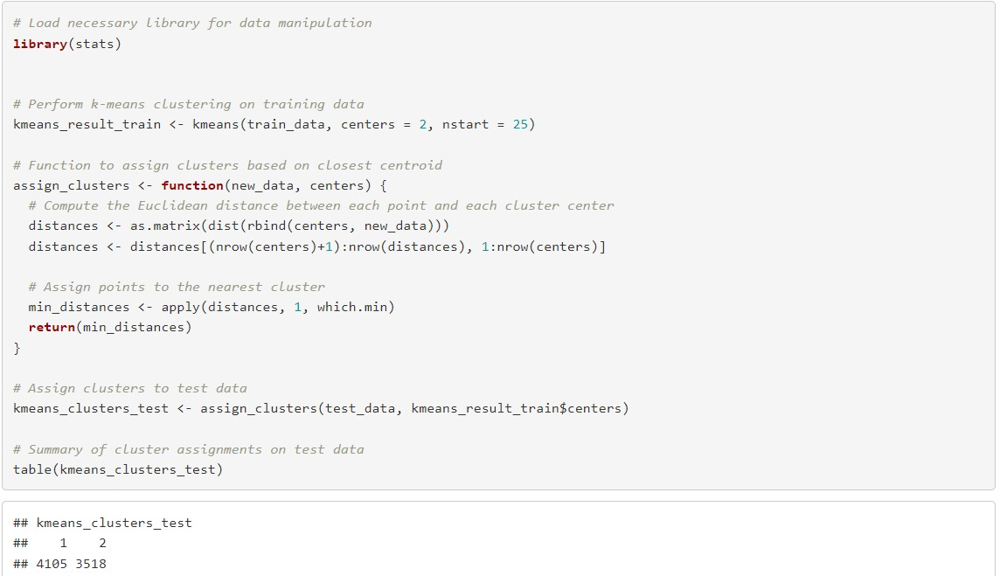 # Load necessary library for data manipulation
library(stats)
# Perform k-means clustering on training data
kmeans_result_train <- kmeans(train_data, centers = 2, nstart = 25)
# Function to assign clusters based on closest centroid
assign_clusters <- function(new_data, centers) {
  # Compute the Euclidean distance between each point and each cluster center
  distances <- as.matrix(dist(rbind(centers, new_data)))
  distances <- distances[(nrow(centers)+1):nrow(distances), 1:nrow(centers)]
  # Assign points to the nearest cluster
  min_distances <- apply(distances, 1, which.min)
  return(min_distances)
}
# Assign clusters to test data
kmeans_clusters_test <- assign_clusters(test_data, kmeans_result_train$centers)
# Summary of cluster assignments on test data
table(kmeans_clusters_test)
## kmeans_clusters_test
##    1    2
## 4105 3518